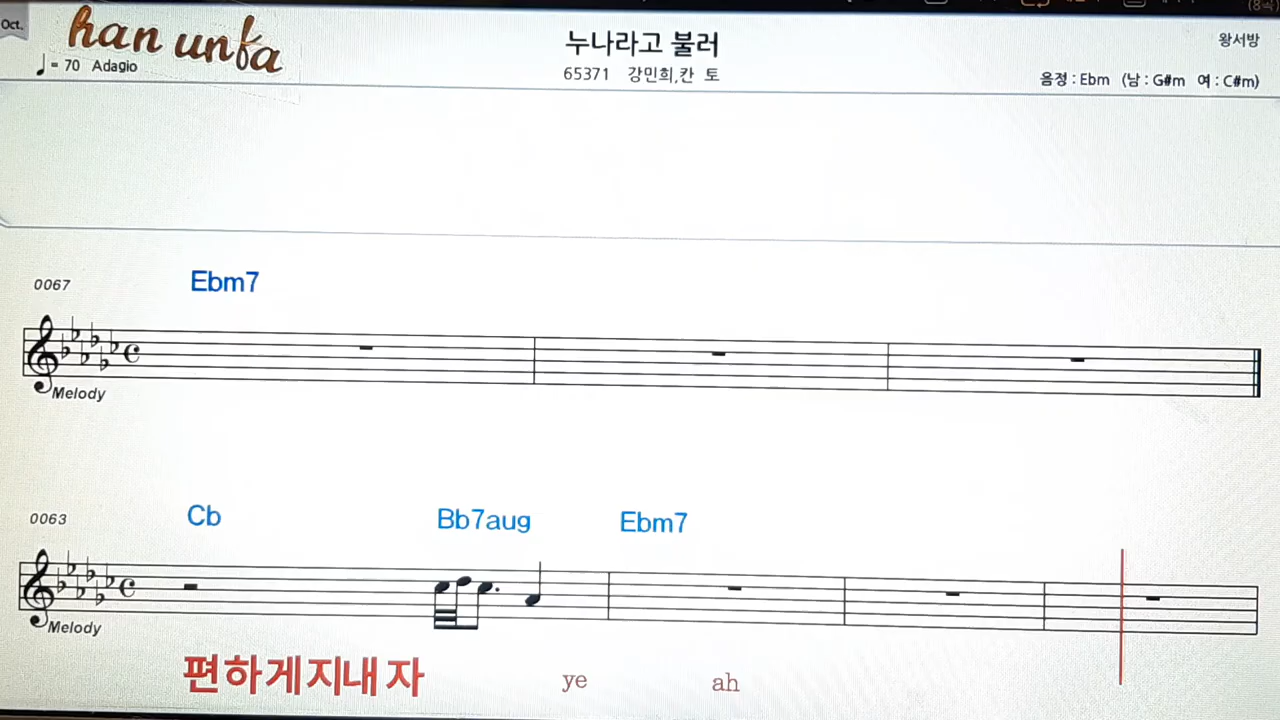 Oct.
han unba
= 70 Adagio
누나라고 불러
65371 강민희,칸 토
왕서방
음정 : Ebm (남 : G#m 여 : C#m)
0067
Ebm7
Melody
0063
Cb Bb7aug Ebm7
Melody
편하게지내 자 ye ah